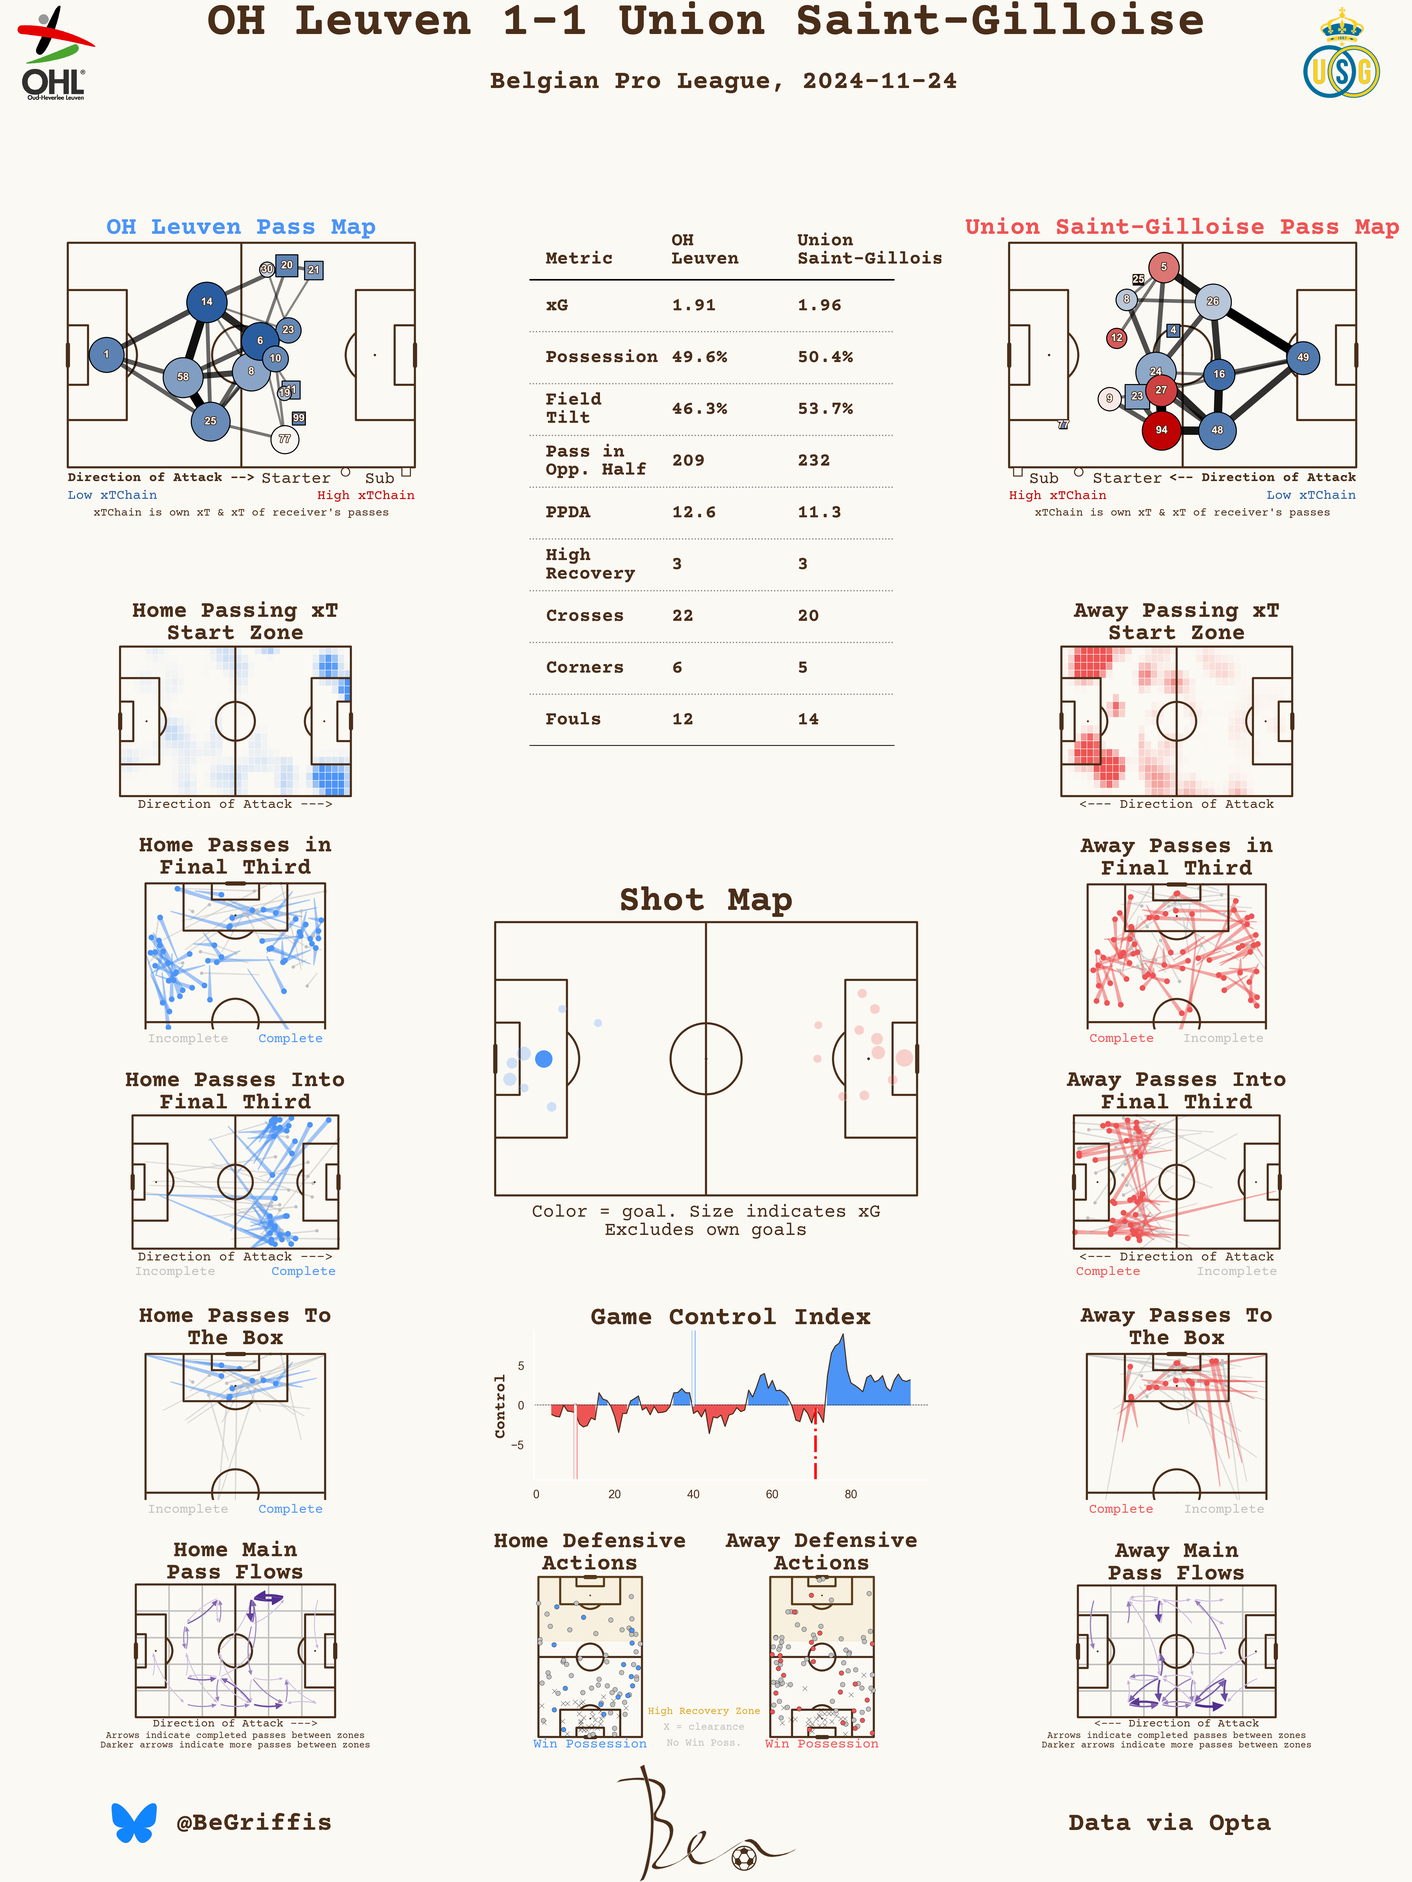 OH Leuven 1-1 Union Saint-Gilloise
Belgian Pro League, 2024-11-24
OHL®
Oud-Heverlee Leuven
1897
USG
OH Leuven Pass Map
1
14
58
25
6
8
10
23
30
20
21
19
99
77
Direction of Attack --> Starter Sub
Low xTChain High xTChain
xTChain is own xT & xT of receiver's passes
Metric OH Leuven Union Saint-Gillois
xG 1.91 1.96
Possession 49.6% 50.4%
Field Tilt 46.3% 53.7%
Pass in Opp. Half 209 232
PPDA 12.6 11.3
High Recovery 3 3
Crosses 22 20
Corners 6 5
Fouls 12 14
Union Saint-Gilloise Pass Map
5
25
8
26
12
4
49
24
16
27
23
9
94
48
77
Sub Starter <-- Direction of Attack
High xTChain Low xTChain
xTChain is own xT & xT of receiver's passes
Home Passing xT
Start Zone
Direction of Attack --->
Away Passing xT
Start Zone
<--- Direction of Attack
Home Passes in
Final Third
Incomplete Complete
Away Passes in
Final Third
Complete Incomplete
Shot Map
Color = goal. Size indicates xG
Excludes own goals
Home Passes Into
Final Third
Direction of Attack --->
Incomplete Complete
Away Passes Into
Final Third
<--- Direction of Attack
Complete Incomplete
Home Passes To
The Box
Incomplete Complete
Game Control Index
Control
5
0
−5
0 20 40 60 80
Away Passes To
The Box
Complete Incomplete
Home Main
Pass Flows
Direction of Attack --->
Arrows indicate completed passes between zones
Darker arrows indicate more passes between zones
Home Defensive
Actions
Win Possession
Away Defensive
Actions
Win Possession
High Recovery Zone
X = clearance
No Win Poss.
Away Main
Pass Flows
<--- Direction of Attack
Arrows indicate completed passes between zones
Darker arrows indicate more passes between zones
@BeGriffis
Ben
Data via Opta